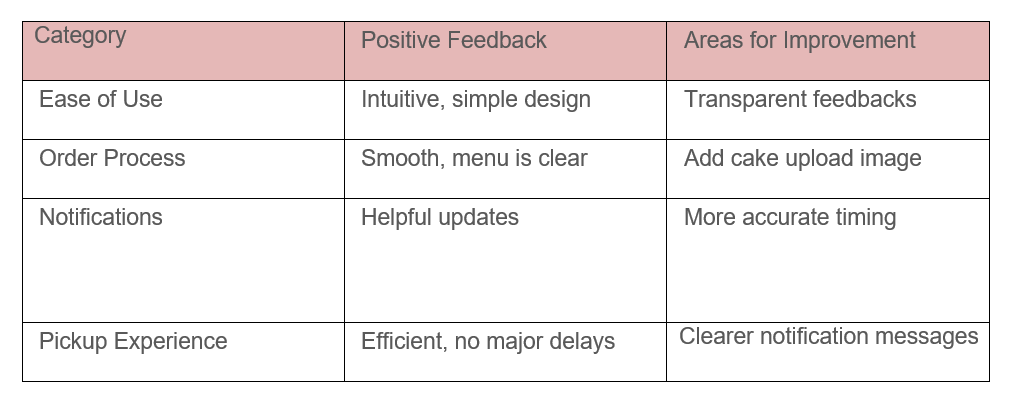 Category Positive Feedback Areas for Improvement
Ease of Use Intuitive, simple design Transparent feedbacks
Order Process Smooth, menu is clear Add cake upload image
Notifications Helpful updates More accurate timing
Pickup Experience Efficient, no major delays Clearer notification messages